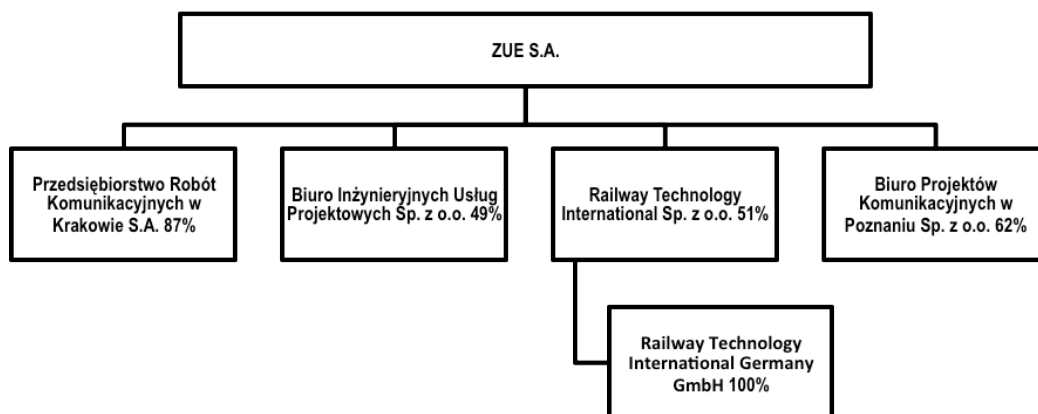 ZUE S.A.
Przedsiębiorstwo Robót
Komunikacyjnych w
Krakowie S.A. 87%
Biuro Inżynieryjnych Usług
Projektowych Sp. z o.o. 49%
Railway Technology
International Sp. z o.o. 51%
Biuro Projektów
Komunikacyjnych w
Poznaniu Sp. z o.o. 62%
Railway Technology
International Germany
GmbH 100%